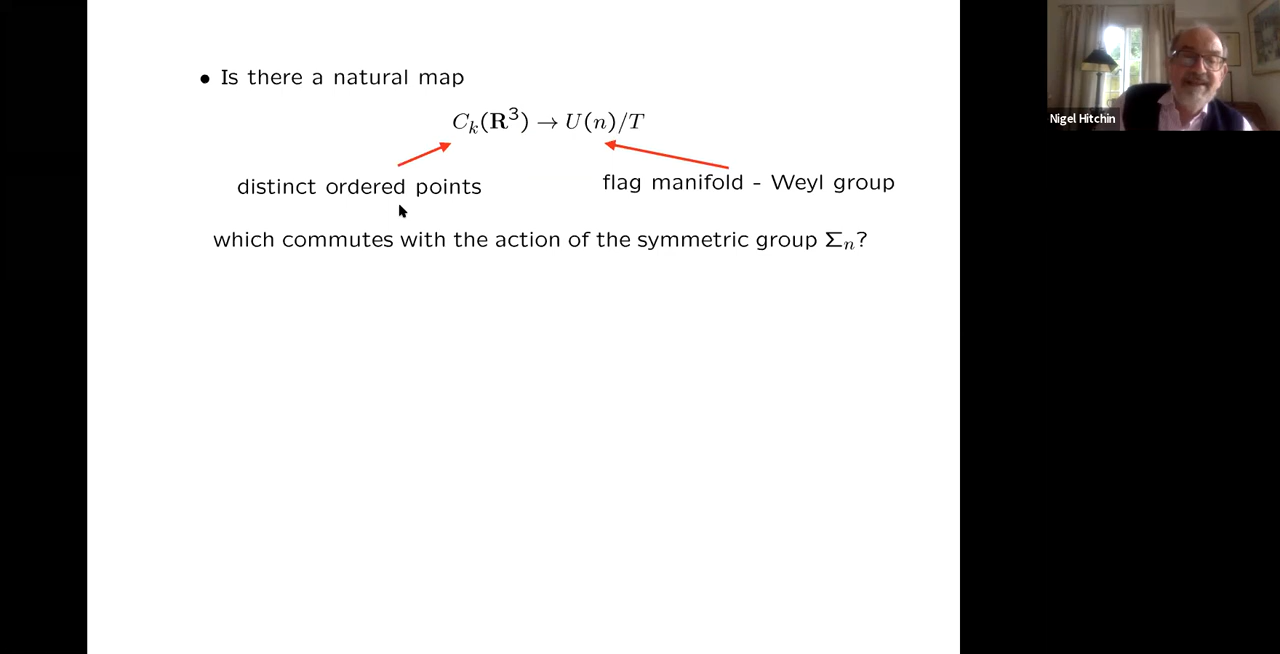 • Is there a natural map
C_k(R^3) → U(n)/T
distinct ordered points
flag manifold - Weyl group
which commutes with the action of the symmetric group Σ_n?
Nigel Hitchin